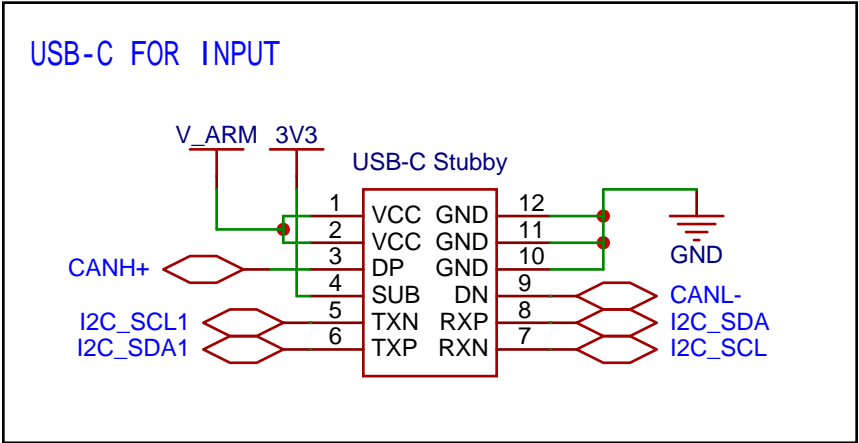 USB-C FOR INPUT
V_ARM 3V3
USB-C Stubby
1 VCC GND 12
2 VCC GND 11
CANH+ 3 DP GND 10 GND
4 SUB DN 9 CANL-
I2C_SCL1 5 TXN RXP 8 I2C_SDA
I2C_SDA1 6 TXP RXN 7 I2C_SCL